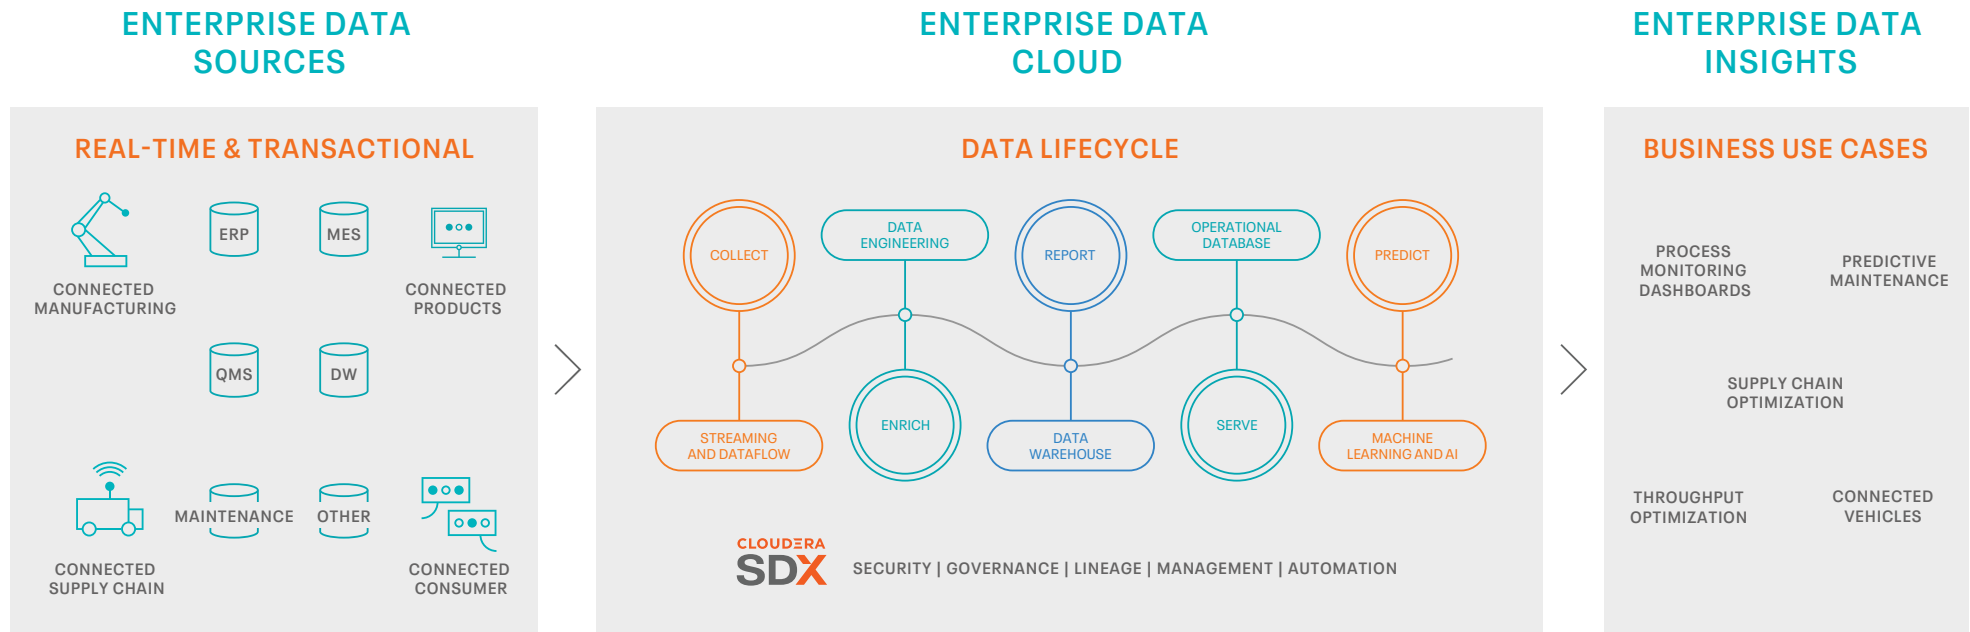 ENTERPRISE DATA
SOURCES
REAL-TIME & TRANSACTIONAL
ERP
MES
CONNECTED
MANUFACTURING
CONNECTED
PRODUCTS
QMS
DW
MAINTENANCE
OTHER
CONNECTED
SUPPLY CHAIN
CONNECTED
CONSUMER
ENTERPRISE DATA
CLOUD
DATA LIFECYCLE
COLLECT
DATA
ENGINEERING
REPORT
OPERATIONAL
DATABASE
PREDICT
STREAMING
AND DATAFLOW
ENRICH
DATA
WAREHOUSE
SERVE
MACHINE
LEARNING AND AI
CLOUDERA
SDX
SECURITY | GOVERNANCE | LINEAGE | MANAGEMENT | AUTOMATION
ENTERPRISE DATA
INSIGHTS
BUSINESS USE CASES
PROCESS
MONITORING
DASHBOARDS
PREDICTIVE
MAINTENANCE
SUPPLY CHAIN
OPTIMIZATION
THROUGHPUT
OPTIMIZATION
CONNECTED
VEHICLES